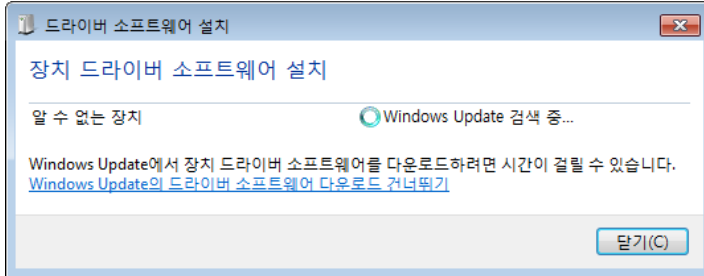 드라이버 소프트웨어 설치
장치 드라이버 소프트웨어 설치
알 수 없는 장치 Windows Update 검색 중...
Windows Update에서 장치 드라이버 소프트웨어를 다운로드하려면 시간이 걸릴 수 있습니다.
Windows Update의 드라이버 소프트웨어 다운로드 건너뛰기
닫기(C)